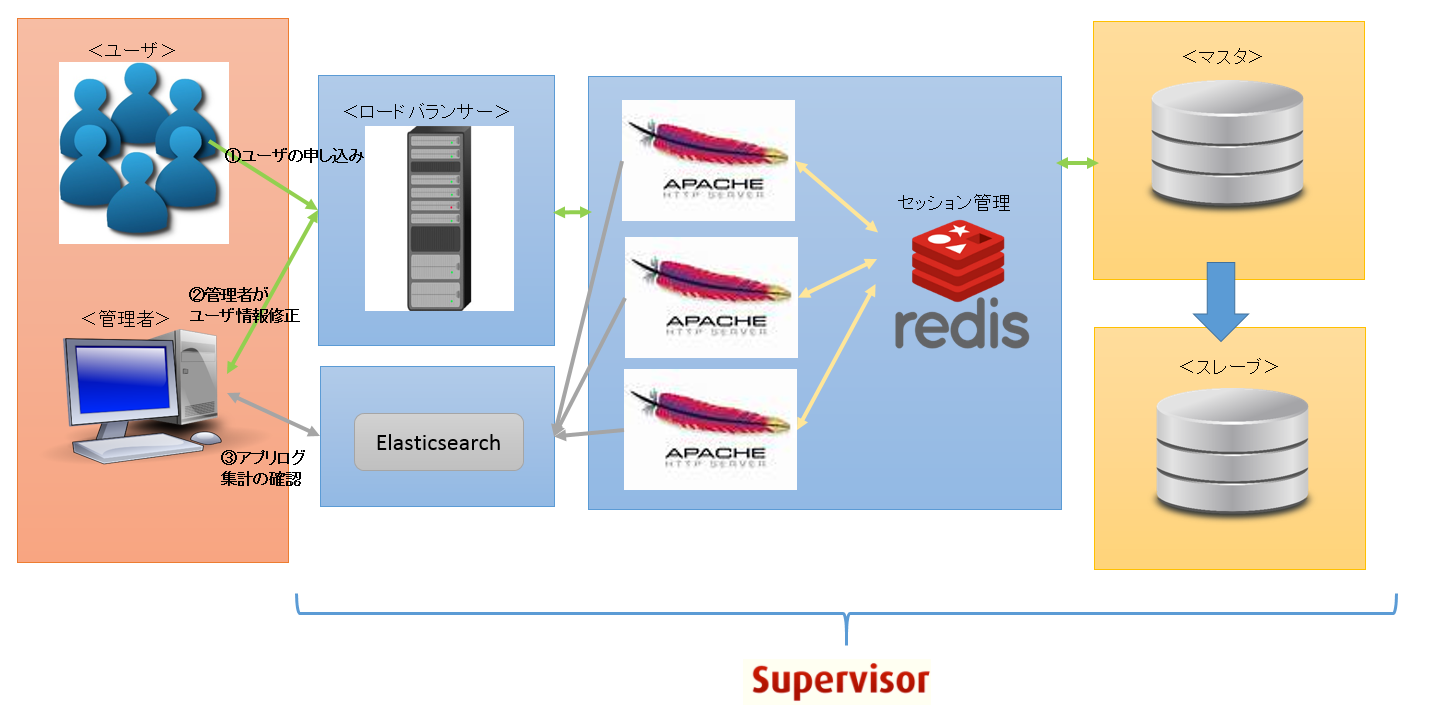 ＜ユーザ＞
①ユーザの申し込み
②管理者が
ユーザ情報修正
＜管理者＞
③アプリログ
集計の確認
＜ロードバランサー＞
Elasticsearch
APACHE
HTTP SERVER
APACHE
HTTP SERVER
APACHE
HTTP SERVER
セッション管理
redis
＜マスタ＞
＜スレーブ＞
Supervisor